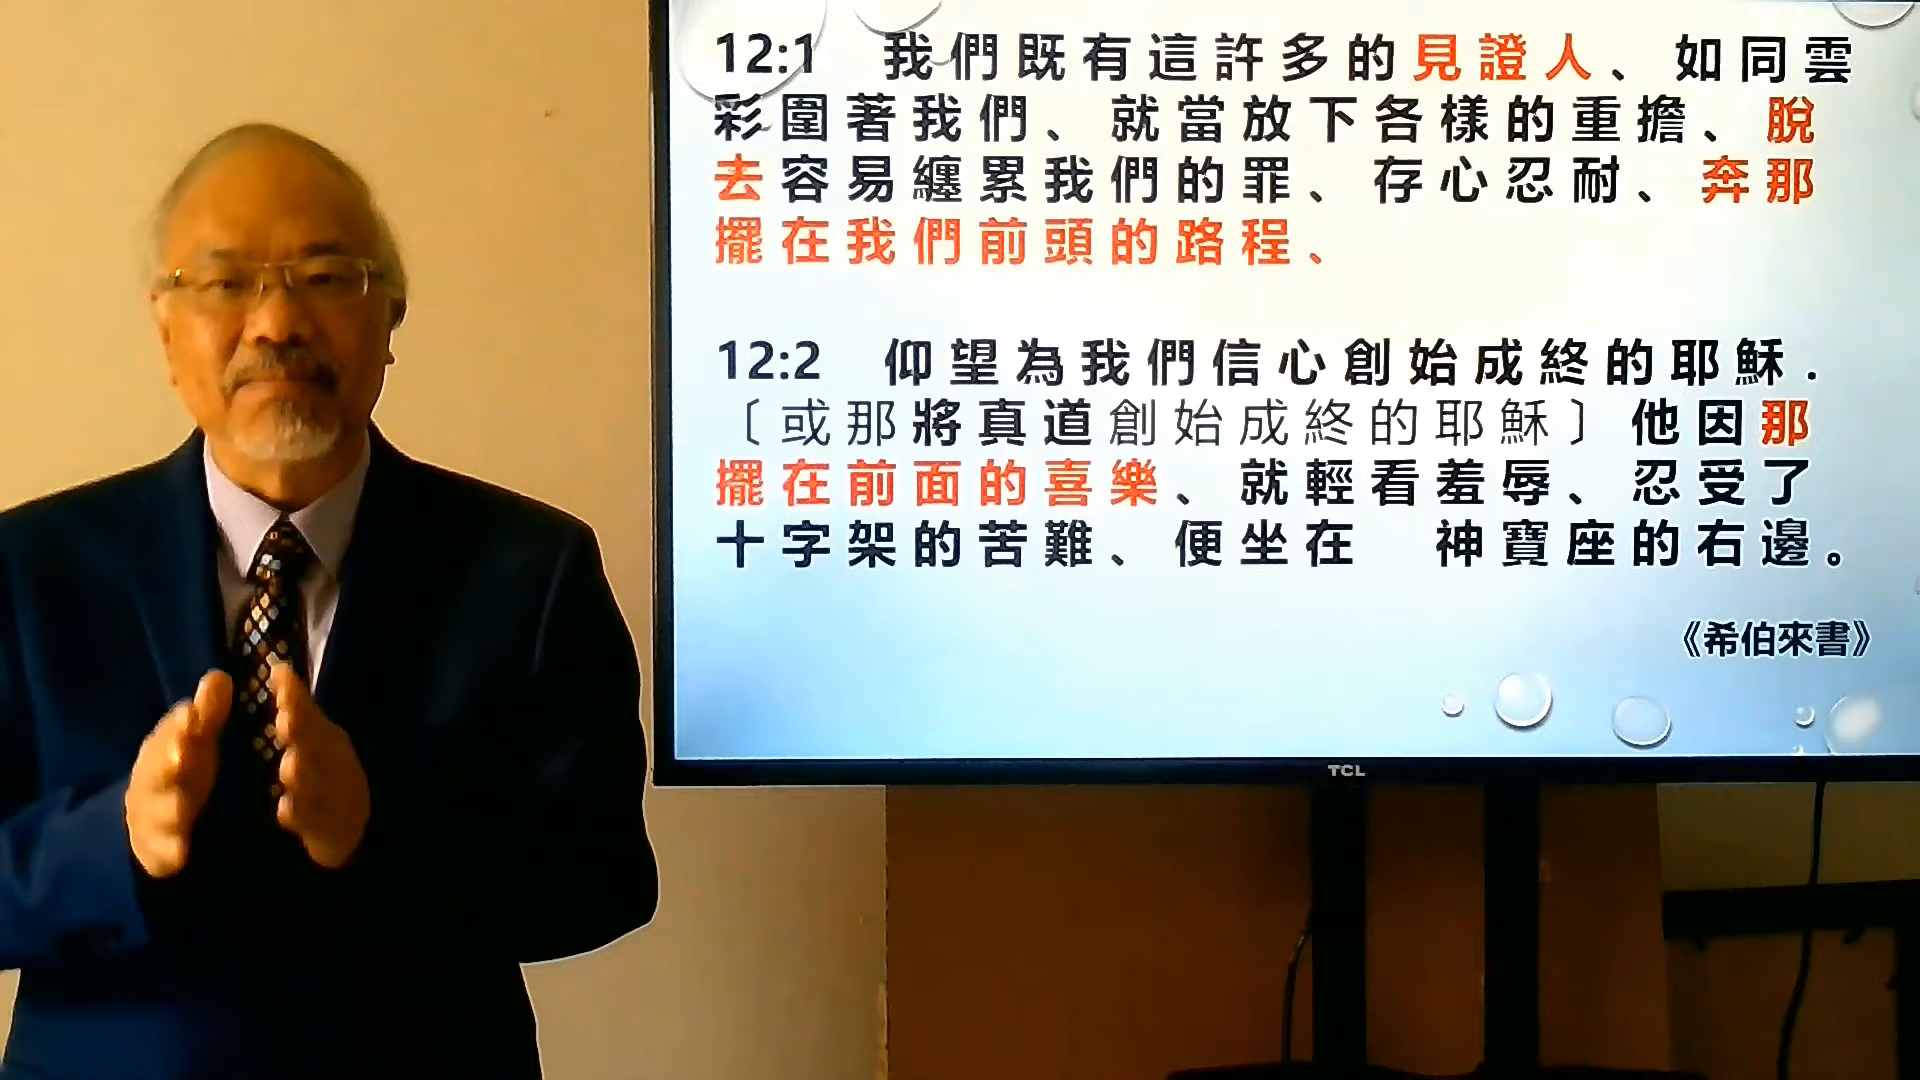 12:1 我們既有這許多的見證人、如同雲
彩圍著我們、就當放下各樣的重擔、脫
去容易纏累我們的罪、存心忍耐、奔那
擺在我們前頭的路程、
12:2 仰望為我們信心創始成終的耶穌.
〔或那將真道創始成終的耶穌〕他因那
擺在前面的喜樂、就輕看羞辱、忍受了
十字架的苦難、便坐在 神寶座的右邊。
《希伯來書》
TCL